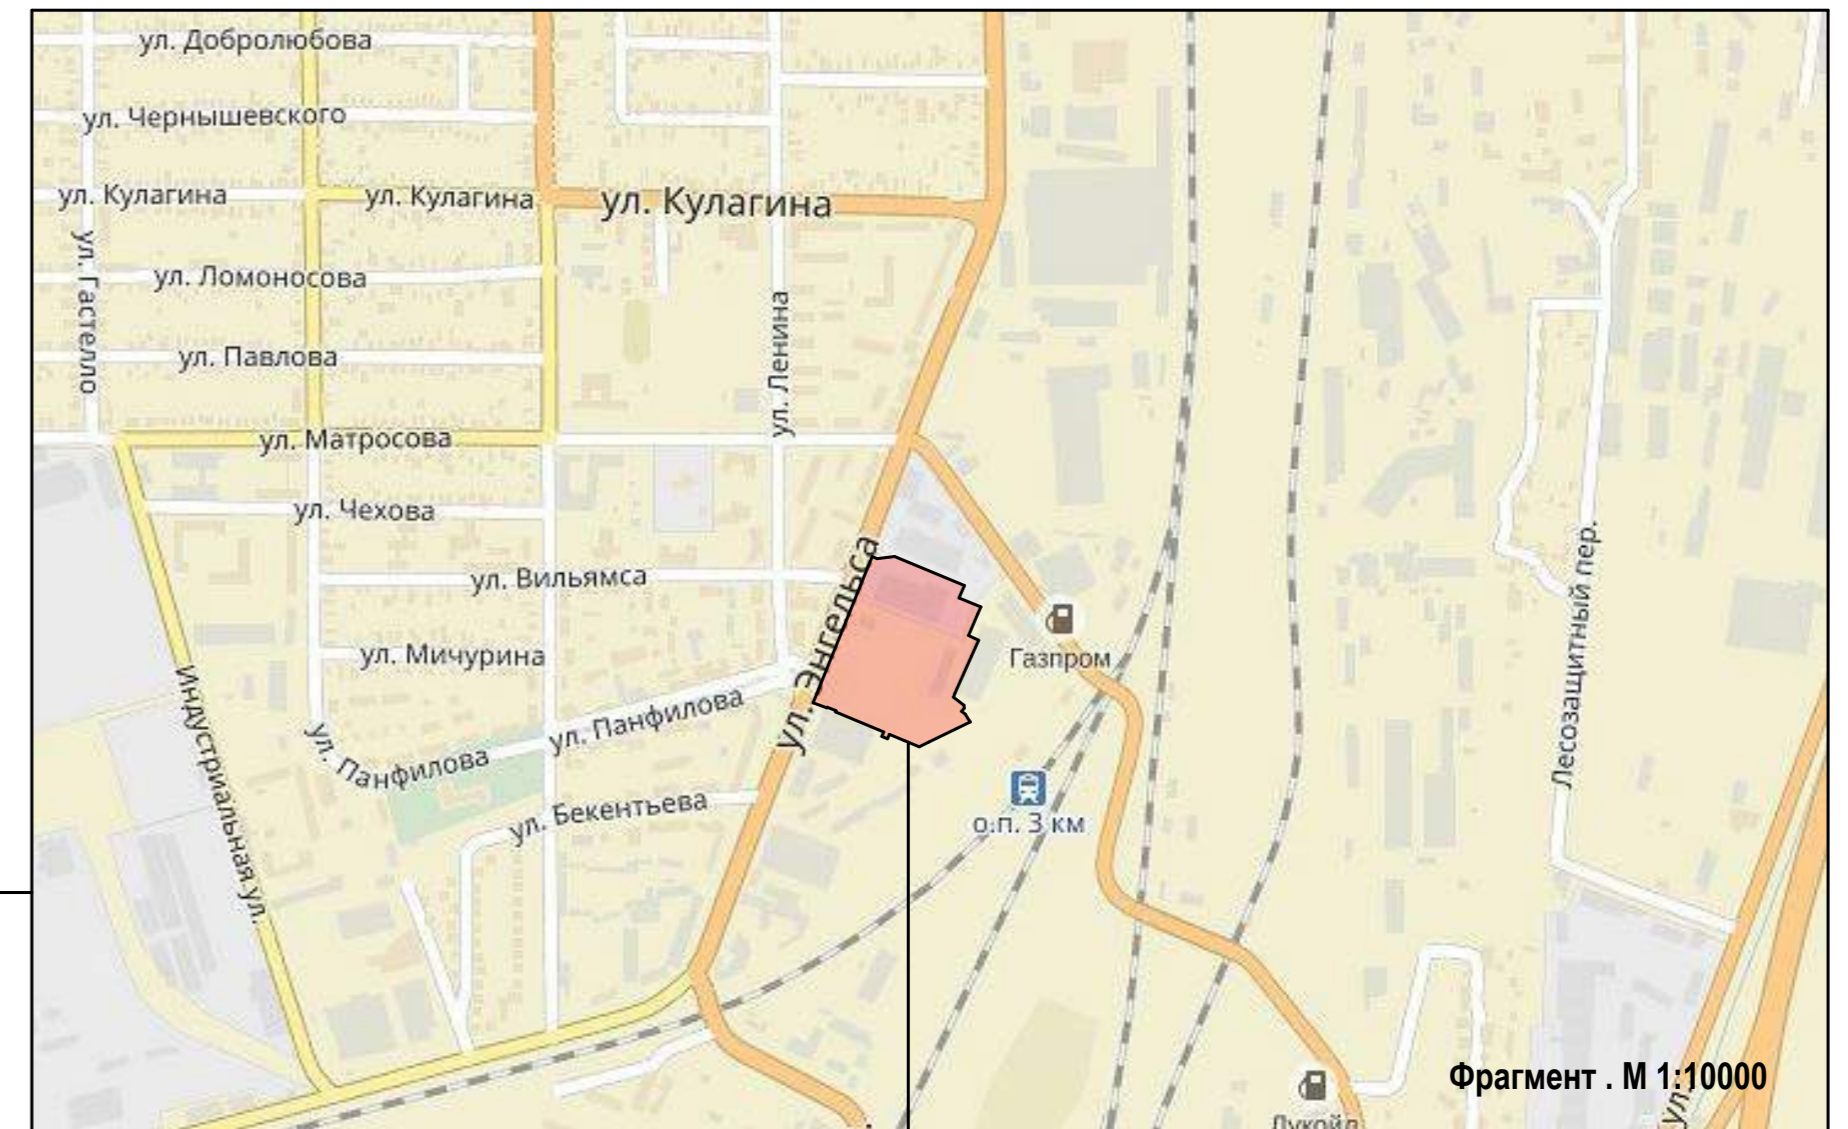 ул. Добролюбова
ул. Чернышевского
ул. Кулагина
ул. Кулагина
ул. Кулагина
ул. Гастелло
ул. Ломоносова
ул. Ленина
ул. Павлова
ул. Матросова
ул. Чехова
ул. Энгельса
ул. Вильямса
Лесозащитный пер.
ул. Мичурина
Газпром
Индустриальная ул.
ул. Панфилова
ул. Панфилова
ул. Бекентьева
о.п. 3 км
Фрагмент . М 1:10000
ул.
Лукойл